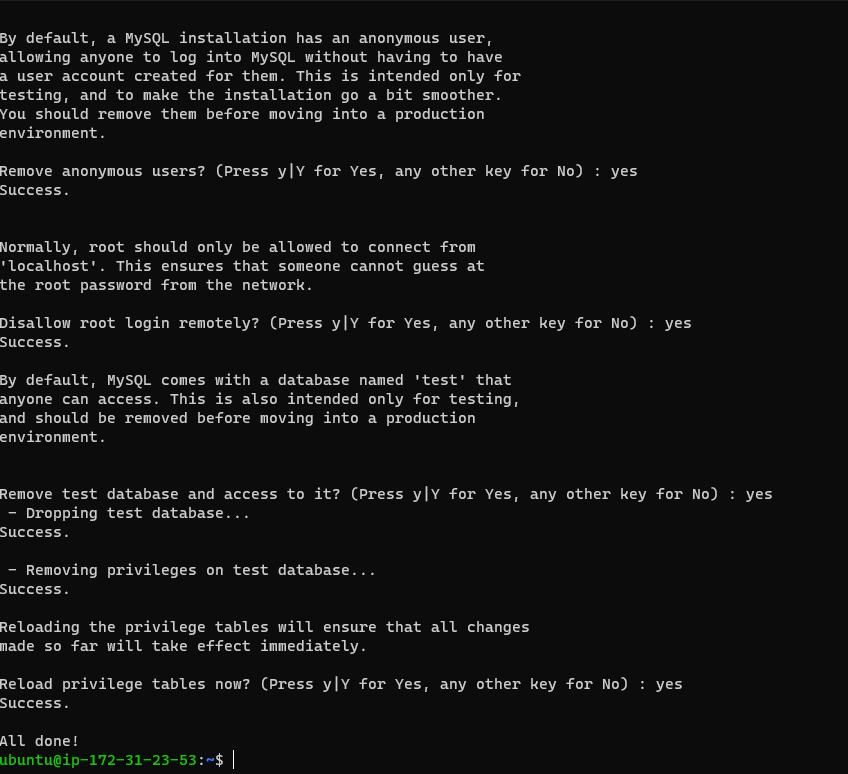 By default, a MySQL installation has an anonymous user,
allowing anyone to log into MySQL without having to have
a user account created for them. This is intended only for
testing, and to make the installation go a bit smoother.
You should remove them before moving into a production
environment.
Remove anonymous users? (Press y|Y for Yes, any other key for No) : yes
Success.
Normally, root should only be allowed to connect from
'localhost'. This ensures that someone cannot guess at
the root password from the network.
Disallow root login remotely? (Press y|Y for Yes, any other key for No) : yes
Success.
By default, MySQL comes with a database named 'test' that
anyone can access. This is also intended only for testing,
and should be removed before moving into a production
environment.
Remove test database and access to it? (Press y|Y for Yes, any other key for No) : yes
 - Dropping test database...
Success.
 - Removing privileges on test database...
Success.
Reloading the privilege tables will ensure that all changes
made so far will take effect immediately.
Reload privilege tables now? (Press y|Y for Yes, any other key for No) : yes
Success.
All done!
ubuntu@ip-172-31-23-53:~$